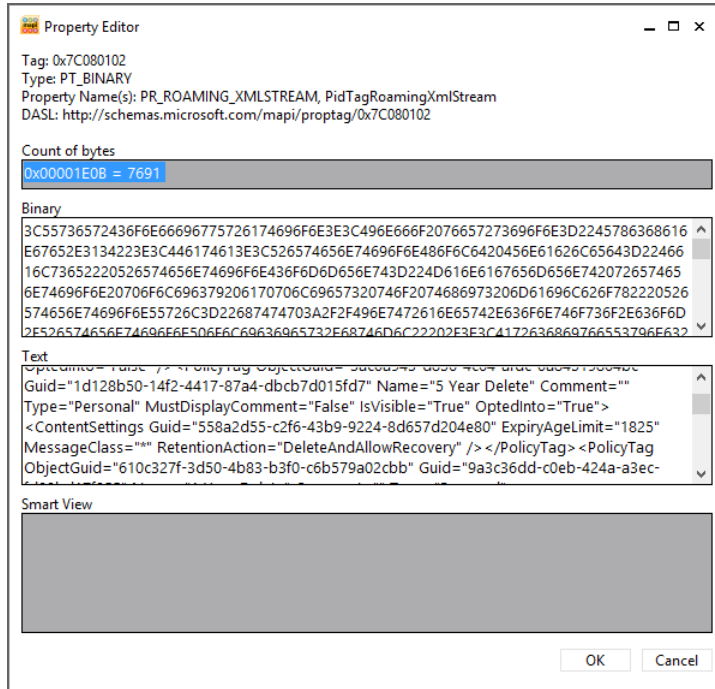 Property Editor
Tag: 0x7C080102
Type: PT_BINARY
Property Name(s): PR_ROAMING_XMLSTREAM, PidTagRoamingXmlStream
DASL: http://schemas.microsoft.com/mapi/proptag/0x7C080102
Count of bytes
0x00001E0B = 7691
Binary
3C55736572436F6E66696775726174696F6E3E3C496E666F2076657273696F6E3D2245786368616
E67652E3134223E3C446174613E3C526574656E74696F6E486F6C6420456E61626C65643D22466
16C73652220526574656E74696F6E436F6D6D656E743D224D616E6167656D656E742072657465
6E74696F6E20706F6C696379206170706C69657320746F2074686973206D61696C626F782220526
574656E74696F6E55726C3D22687474703A2F2F496E7472616E65742E636F6E746F736F2E636F6D
2F526574656E74696F6E506F6C69636965732E68746D6C22202F3E3C41726368697665553796E632
Text
Guid="1d128b50-14f2-4417-87a4-dbcb7d015fd7" Name="5 Year Delete" Comment=""
Type="Personal" MustDisplayComment="False" IsVisible="True" OptedInto="True">
<ContentSettings Guid="558a2d55-c2f6-43b9-9224-8d657d204e80" ExpiryAgeLimit="1825"
MessageClass="*" RetentionAction="DeleteAndAllowRecovery" /></PolicyTag><PolicyTag
ObjectGuid="610c327f-3d50-4b83-b3f0-c6b579a02cbb" Guid="9a3c36dd-c0eb-424a-a3ec-
Smart View
OK Cancel